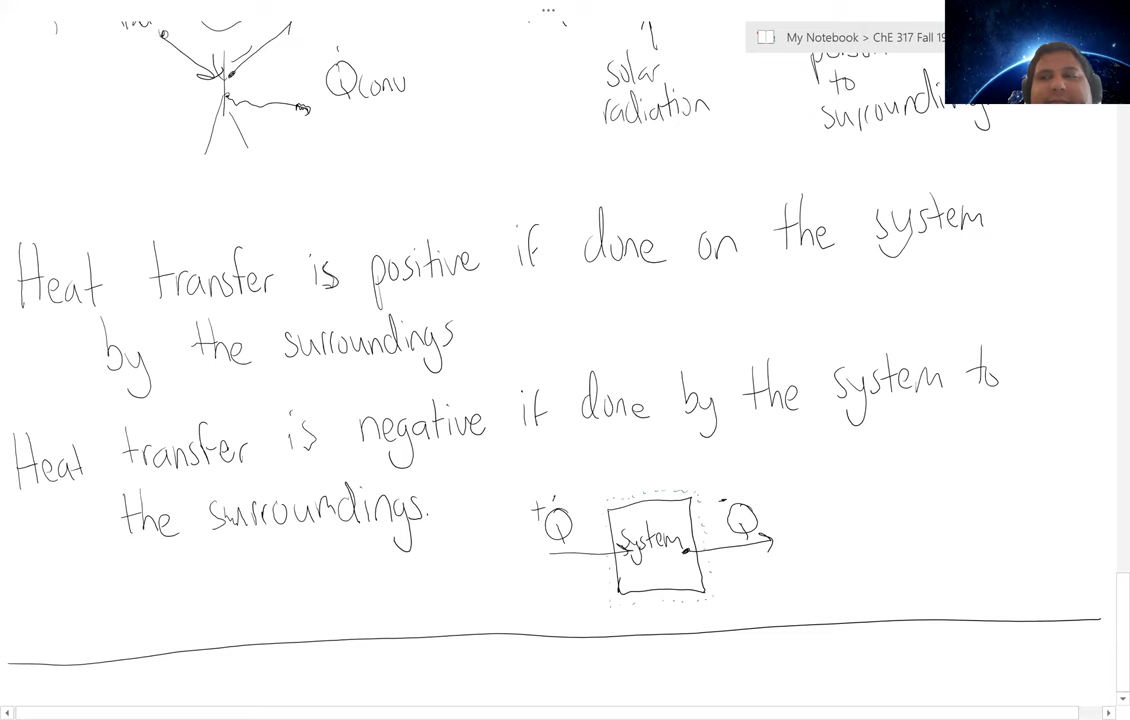 My Notebook > ChE 317 Fall 19
Q̇conv
solar
radiation
to
surroundings
Heat transfer is positive if done on the system
by the surroundings
Heat transfer is negative if done by the system to
the surroundings.
+Q̇
System
-Q̇